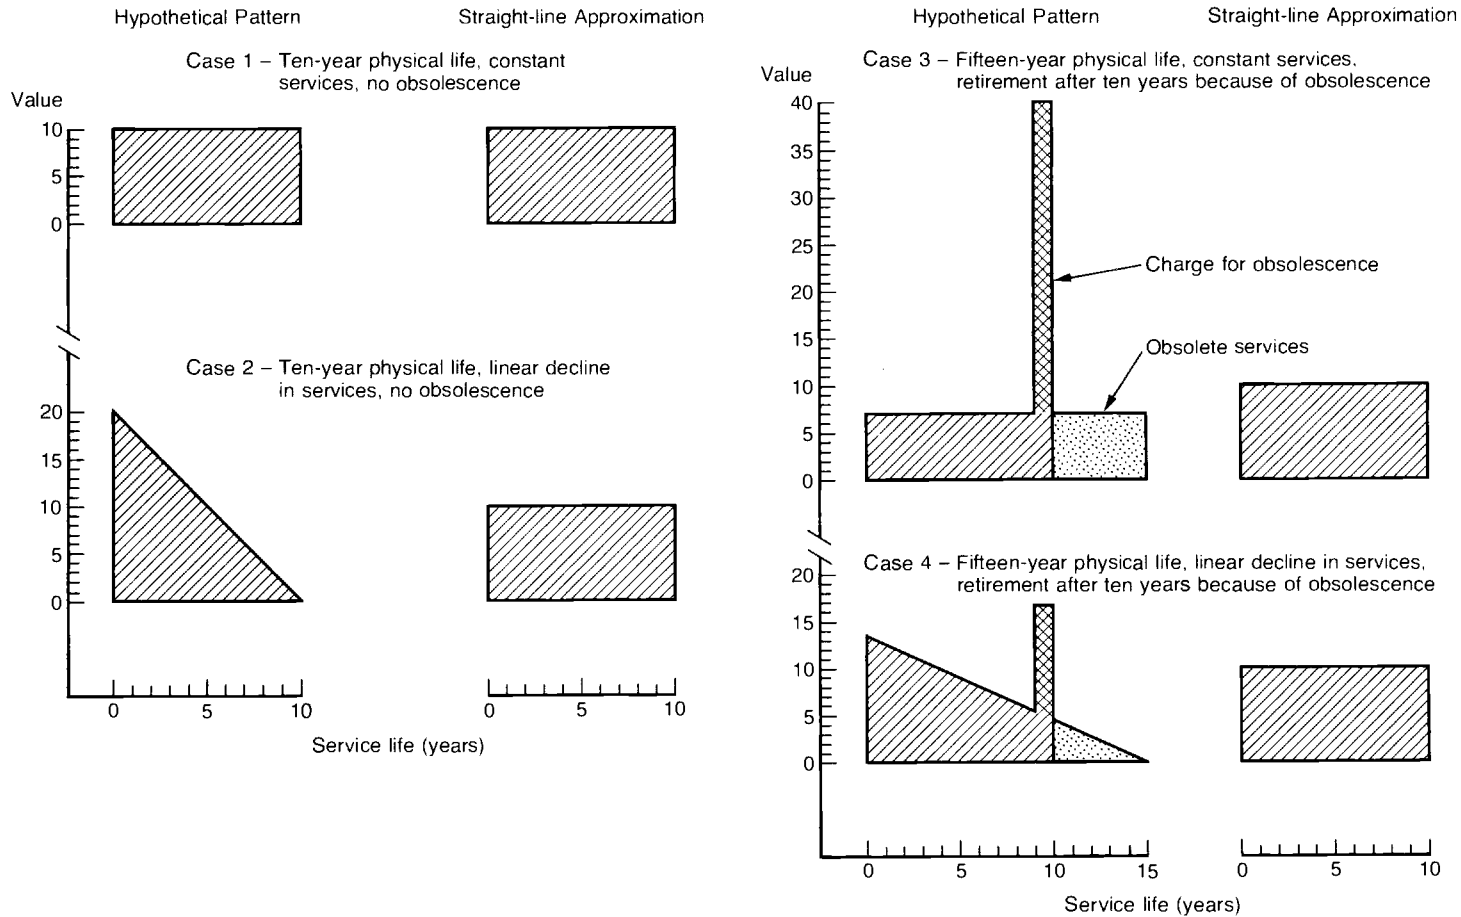 Hypothetical Pattern
Straight-line Approximation
Case 1 – Ten-year physical life, constant
services, no obsolescence
Value
10
5
0
Case 2 – Ten-year physical life, linear decline
in services, no obsolescence
20
15
10
5
0
0 5 10
0 5 10
Service life (years)
Hypothetical Pattern
Straight-line Approximation
Case 3 – Fifteen-year physical life, constant services,
retirement after ten years because of obsolescence
Value
40
35
30
25
20
15
10
5
0
Charge for obsolescence
Obsolete services
Case 4 – Fifteen-year physical life, linear decline in services,
retirement after ten years because of obsolescence
20
15
10
5
0
0 5 10 15
0 5 10
Service life (years)